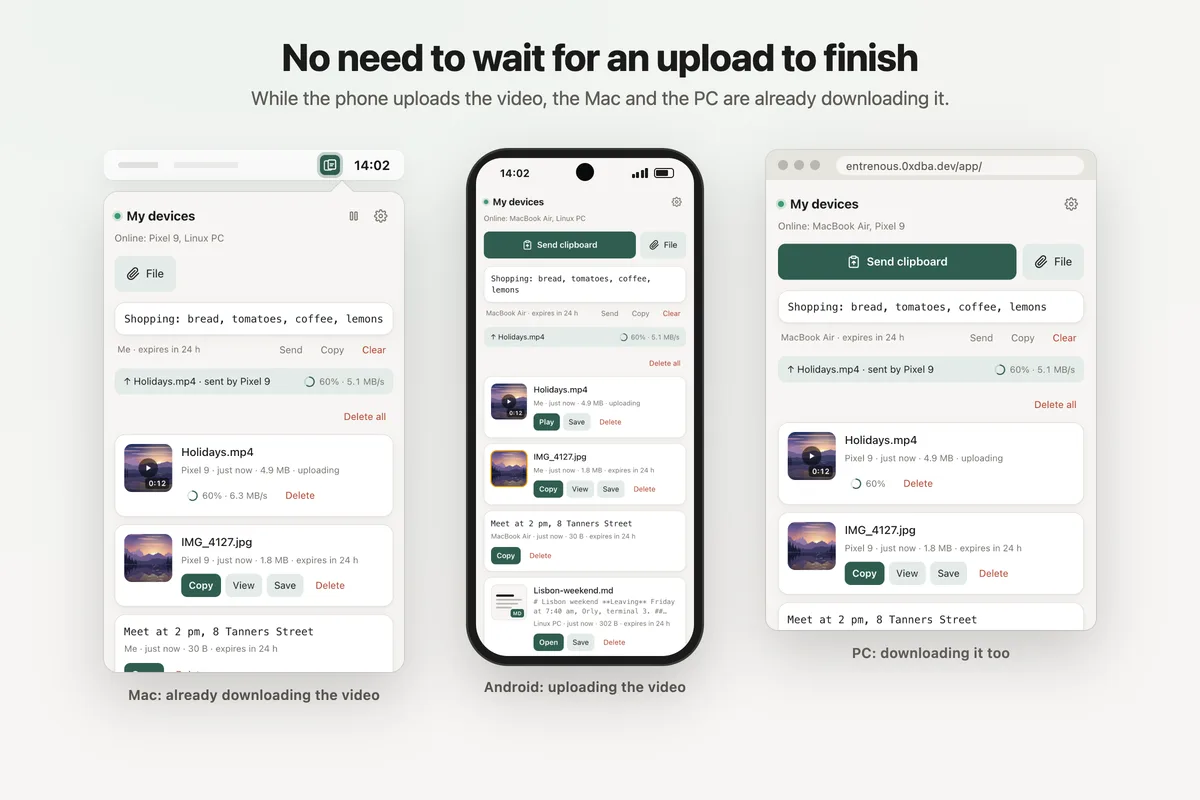 No need to wait for an upload to finish
While the phone uploads the video, the Mac and the PC are already downloading it.
14:02
My devices
Online: Pixel 9, Linux PC
File
Shopping: bread, tomatoes, coffee, lemons
Me · expires in 24 h Send Copy Clear
↑ Holidays.mp4 · sent by Pixel 9 60% · 5.1 MB/s
Delete all
0:12
Holidays.mp4
Pixel 9 · just now · 4.9 MB · uploading
60% · 6.3 MB/s Delete
IMG_4127.jpg
Pixel 9 · just now · 1.8 MB · expires in 24 h
Copy View Save Delete
Meet at 2 pm, 8 Tanners Street
Me · just now · 30 B · expires in 24 h
Mac: already downloading the video
14:02
My devices
Online: MacBook Air, Linux PC
Send clipboard File
Shopping: bread, tomatoes, coffee,
lemons
MacBook Air · expires in 24 h Send Copy Clear
↑ Holidays.mp4 60% · 5.1 MB/s
Delete all
0:12
Holidays.mp4
Me · just now · 4.9 MB · uploading
Play Save Delete
IMG_4127.jpg
Me · just now · 1.8 MB · expires in 24 h
Copy View Save Delete
Meet at 2 pm, 8 Tanners Street
MacBook Air · just now · 30 B · expires in 24 h
Copy Delete
MD
Lisbon-weekend.md
# Lisbon weekend **Leaving** Friday
at 7:40 am, Orly, terminal 3. ##…
Linux PC · just now · 302 B · expires in 24 h
Open Save Delete
Android: uploading the video
entrenous.0xdba.dev/app/
My devices
Online: MacBook Air, Pixel 9
Send clipboard File
Shopping: bread, tomatoes, coffee, lemons
MacBook Air · expires in 24 h Send Copy Clear
↑ Holidays.mp4 · sent by Pixel 9 60% · 5.1 MB/s
Delete all
0:12
Holidays.mp4
Pixel 9 · just now · 4.9 MB · uploading
60% Delete
IMG_4127.jpg
Pixel 9 · just now · 1.8 MB · expires in 24 h
Copy View Save Delete
Meet at 2 pm, 8 Tanners Street
PC: downloading it too